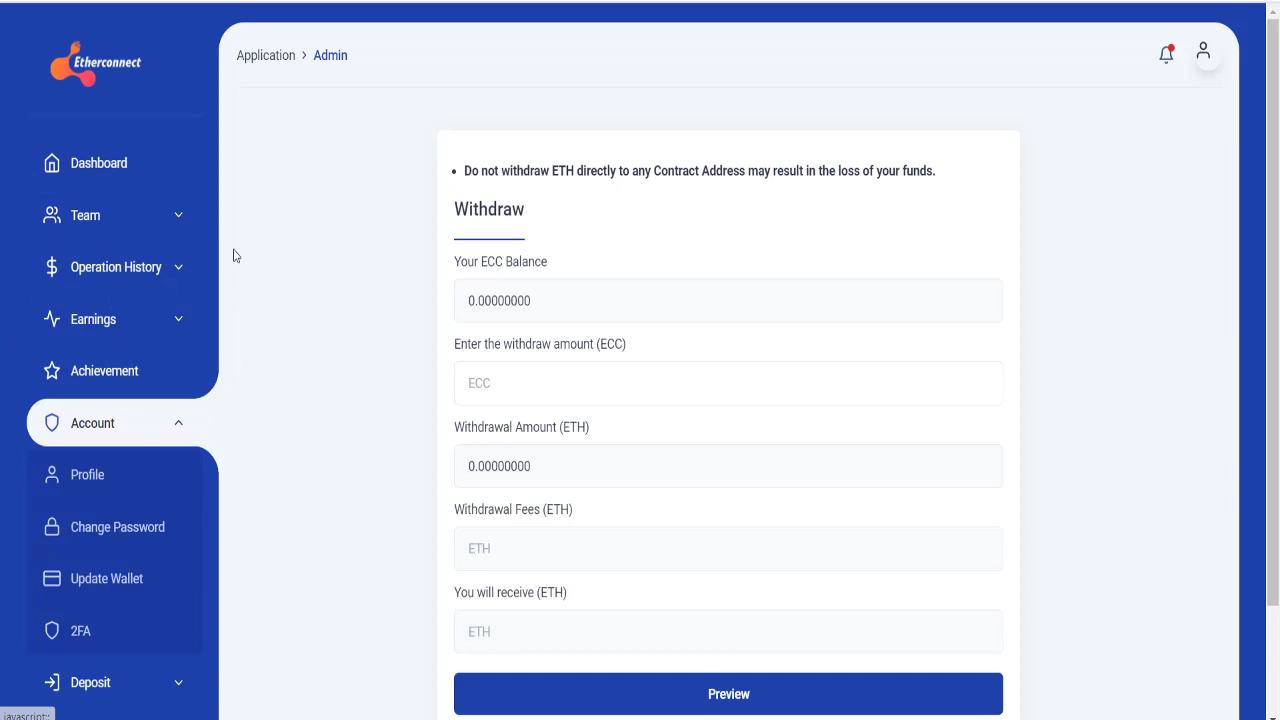 Etherconnect
Application > Admin
Dashboard
Team
Operation History
Earnings
Achievement
Account
Profile
Change Password
Update Wallet
2FA
Deposit
• Do not withdraw ETH directly to any Contract Address may result in the loss of your funds.
Withdraw
Your ECC Balance
0.00000000
Enter the withdraw amount (ECC)
ECC
Withdrawal Amount (ETH)
0.00000000
Withdrawal Fees (ETH)
ETH
You will receive (ETH)
ETH
Preview
javascript:;